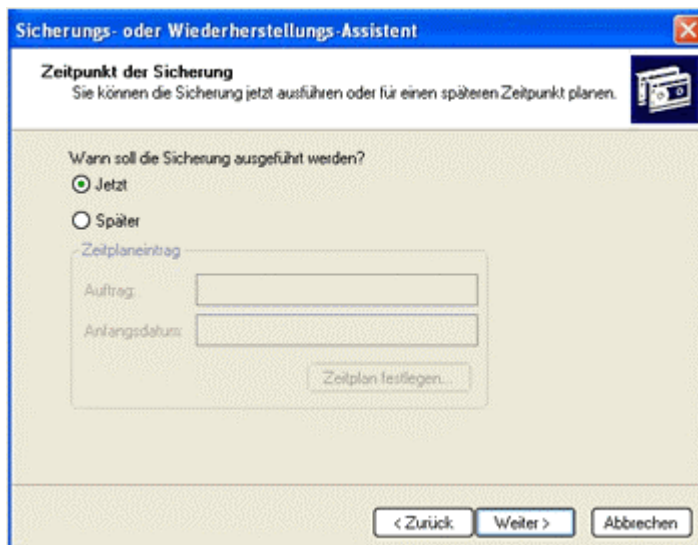 Sicherungs- oder Wiederherstellungs-Assistent
Zeitpunkt der Sicherung
Sie können die Sicherung jetzt ausführen oder für einen späteren Zeitpunkt planen.
Wann soll die Sicherung ausgeführt werden?
Jetzt
Später
Zeitplaneintrag
Auftrag:
Anfangsdatum:
Zeitplan festlegen...
< Zurück
Weiter >
Abbrechen